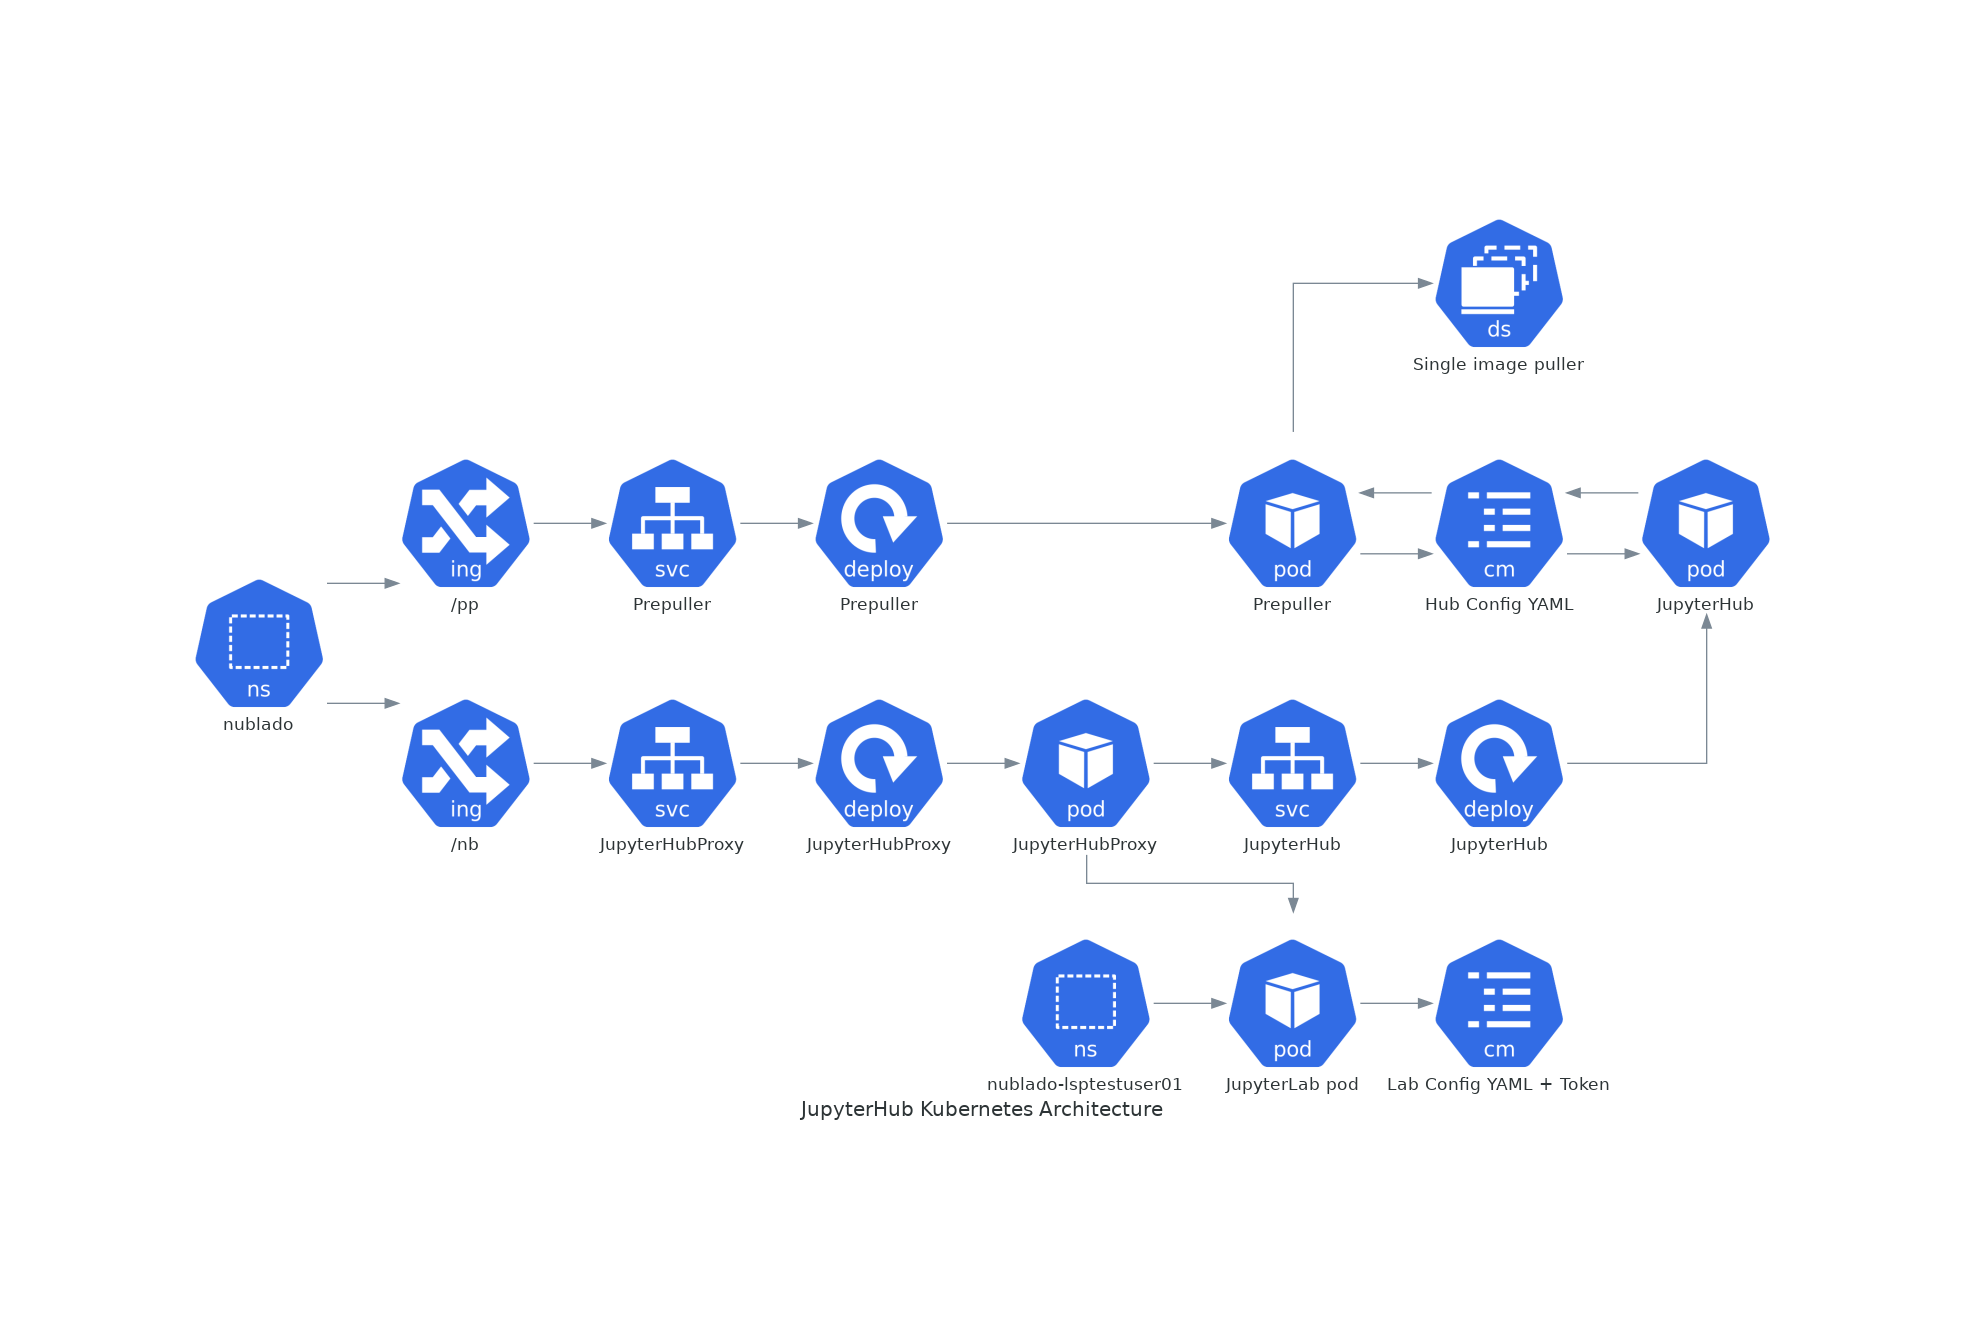 ds
Single image puller
ing
/pp
svc
Prepuller
deploy
Prepuller
pod
Prepuller
cm
Hub Config YAML
pod
JupyterHub
ns
nublado
ing
/nb
svc
JupyterHubProxy
deploy
JupyterHubProxy
pod
JupyterHubProxy
svc
JupyterHub
deploy
JupyterHub
ns
nublado-lsptestuser01
pod
JupyterLab pod
cm
Lab Config YAML + Token
JupyterHub Kubernetes Architecture